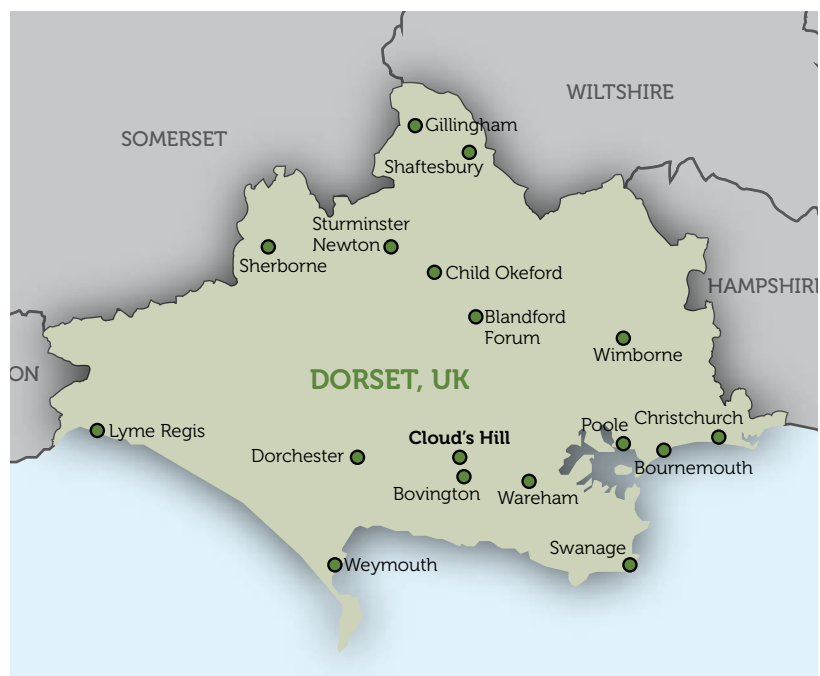 WILTSHIRE
SOMERSET
Gillingham
Shaftesbury
Sturminster
Newton
Sherborne
Child Okeford
HAMPSHIRE
Blandford
Forum
Wimborne
ON
DORSET, UK
Lyme Regis
Cloud's Hill
Poole
Christchurch
Dorchester
Bournemouth
Bovington
Wareham
Swanage
Weymouth